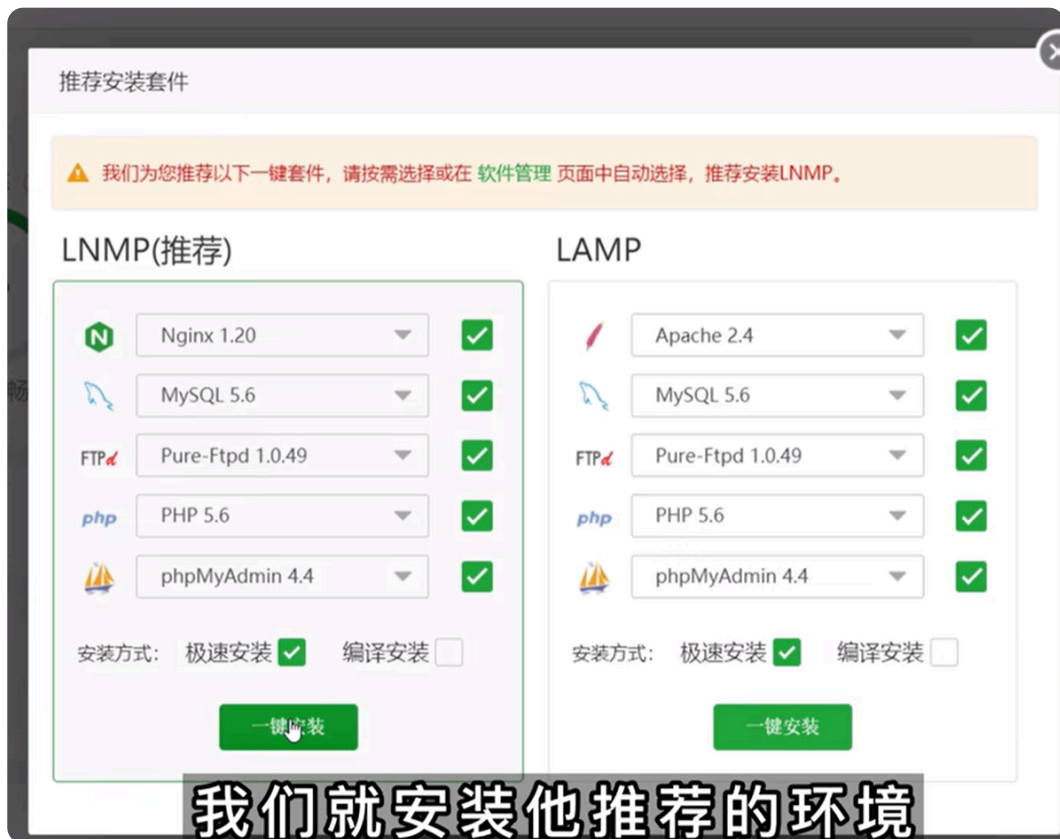 推荐安装套件
我们为您推荐以下一键套件，请按需选择或在 软件管理 页面中自动选择，推荐安装LNMP。
LNMP(推荐)
Nginx 1.20
MySQL 5.6
FTPd Pure-Ftpd 1.0.49
php PHP 5.6
phpMyAdmin 4.4
安装方式： 极速安装 编译安装
一键安装
LAMP
Apache 2.4
MySQL 5.6
FTPd Pure-Ftpd 1.0.49
php PHP 5.6
phpMyAdmin 4.4
安装方式： 极速安装 编译安装
一键安装
我们就安装他推荐的环境